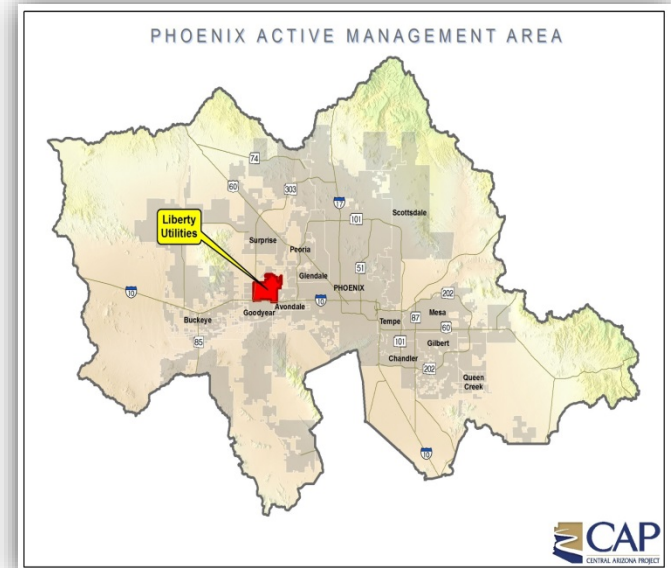 PHOENIX ACTIVE MANAGEMENT AREA
74
60
303
17
Scottsdale
101
Liberty
Utilities
Surprise
Peoria
51
Glendale
PHOENIX
10
10
202
Avondale
Goodyear
Buckeye
Tempe
87
Mesa
60
85
101
Gilbert
Chandler
202
Queen
Creek
10
CAP
CENTRAL ARIZONA PROJECT